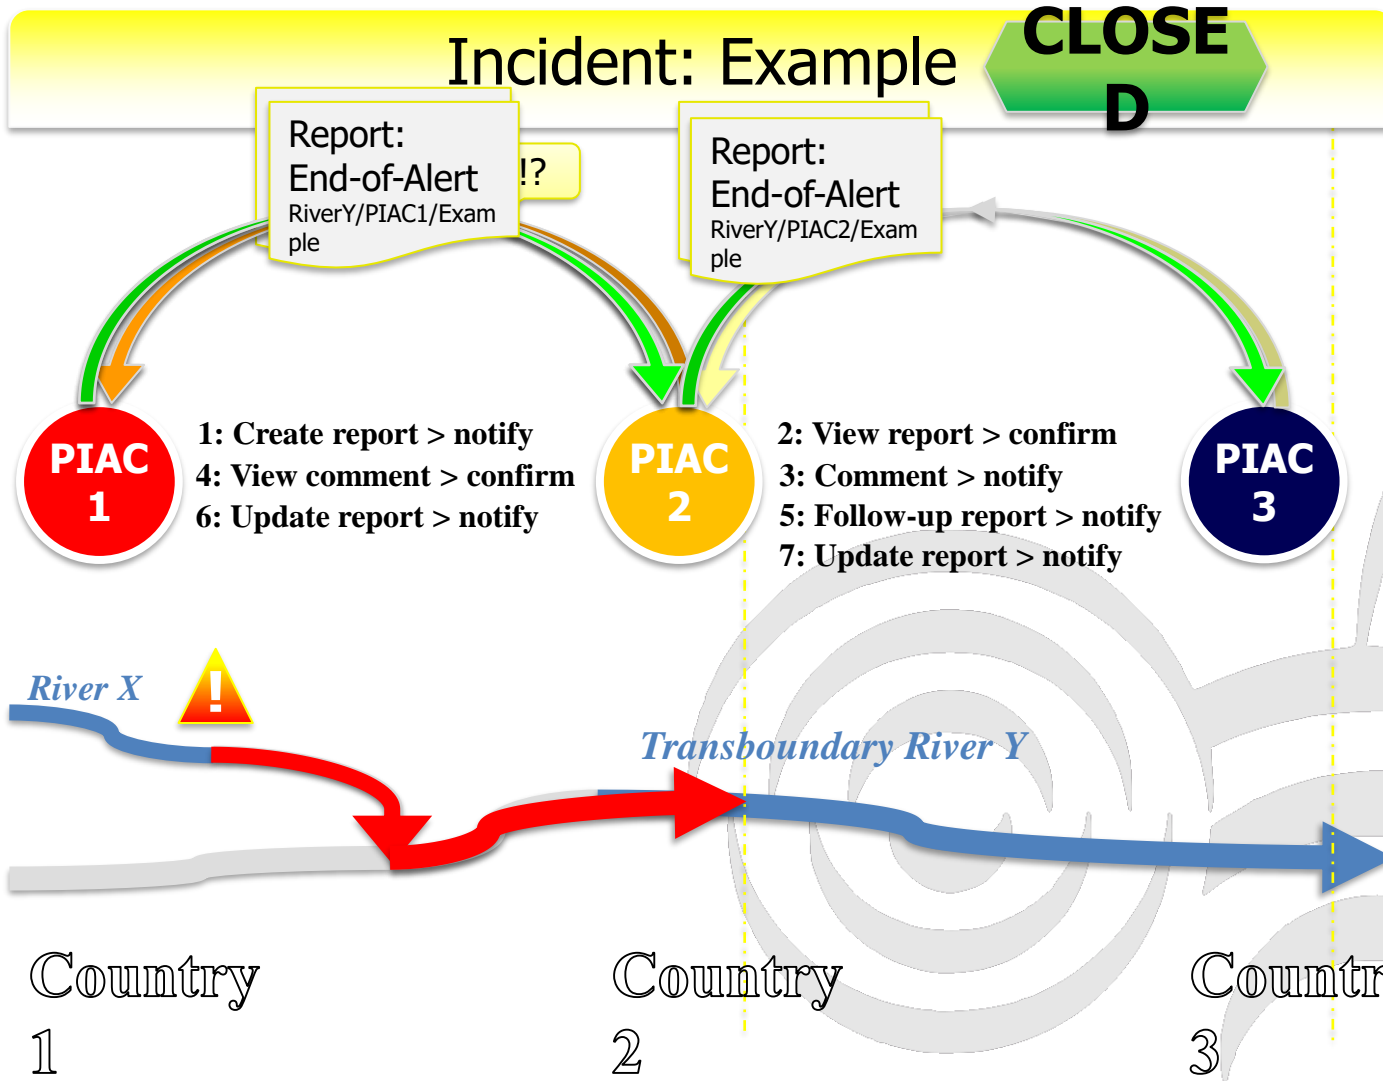 Incident: Example
CLOSE
D
Report:
End-of-Alert
RiverY/PIAC1/Exam
ple
!?
Report:
End-of-Alert
RiverY/PIAC2/Exam
ple
PIAC
1
1: Create report > notify
4: View comment > confirm
6: Update report > notify
PIAC
2
2: View report > confirm
3: Comment > notify
5: Follow-up report > notify
7: Update report > notify
PIAC
3
River X
!
Transboundary River Y
Country
1
Country
2
Countr
3